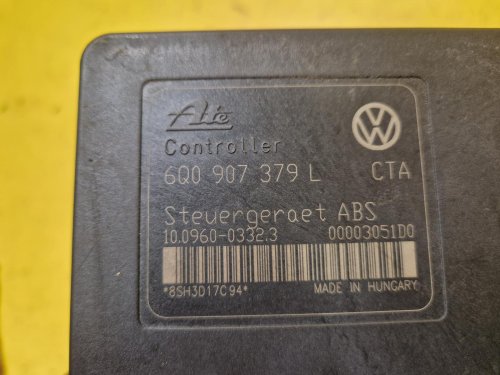 Ate
Controller
6Q0 907 379 L CTA
Steuergeraet ABS
10.0960-0332.3 00003051D0
*8SH3D17C94*
MADE IN HUNGARY